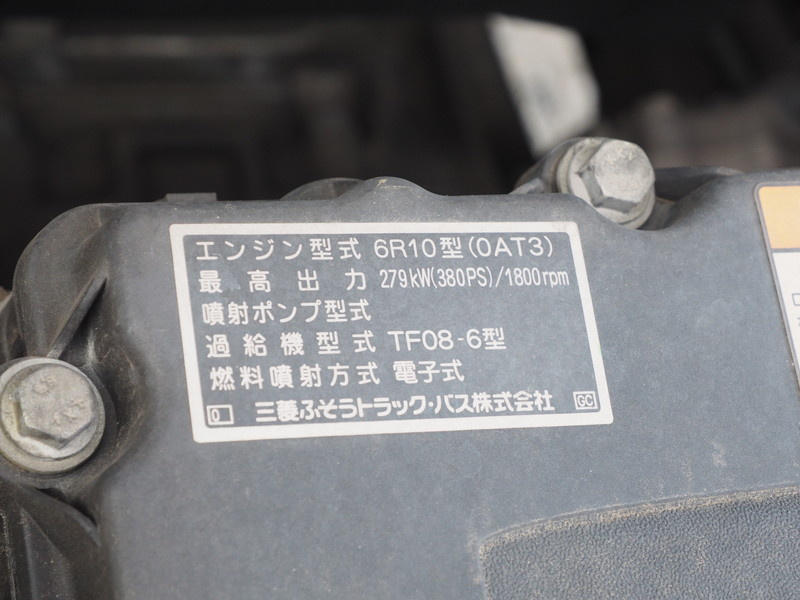 エンジン型式 6R10型(0AT3)
最高出力 279kW(380PS)/1800rpm
噴射ポンプ型式
過給機型式 TF08-6型
燃料噴射方式 電子式
0 三菱ふそうトラック・バス株式会社 GC